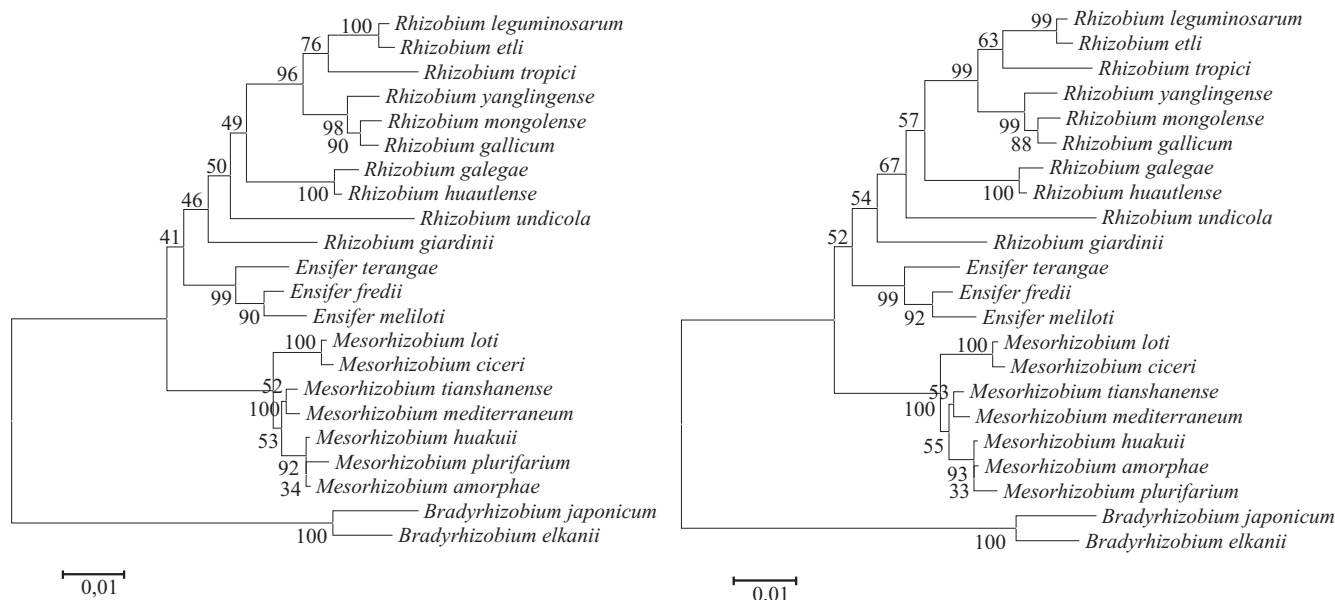 100
Rhizobium leguminosarum
Rhizobium etli
76
Rhizobium tropici
96
Rhizobium yanglingense
98
Rhizobium mongolense
90
Rhizobium gallicum
49
Rhizobium galegae
100
Rhizobium huautlense
50
Rhizobium undicola
46
Rhizobium giardinii
41
Ensifer terangae
99
Ensifer fredii
90
Ensifer meliloti
100
Mesorhizobium loti
Mesorhizobium ciceri
52
Mesorhizobium tianshanense
100
Mesorhizobium mediterraneum
53
Mesorhizobium huakuii
92
Mesorhizobium plurifarium
34
Mesorhizobium amorphae
Bradyrhizobium japonicum
100
Bradyrhizobium elkanii
0,01
99
Rhizobium leguminosarum
Rhizobium etli
63
Rhizobium tropici
99
Rhizobium yanglingense
99
Rhizobium mongolense
88
Rhizobium gallicum
57
Rhizobium galegae
100
Rhizobium huautlense
67
Rhizobium undicola
54
Rhizobium giardinii
52
Ensifer terangae
99
Ensifer fredii
92
Ensifer meliloti
100
Mesorhizobium loti
Mesorhizobium ciceri
53
Mesorhizobium tianshanense
100
Mesorhizobium mediterraneum
55
Mesorhizobium huakuii
93
Mesorhizobium amorphae
33
Mesorhizobium plurifarium
Bradyrhizobium japonicum
100
Bradyrhizobium elkanii
0,01